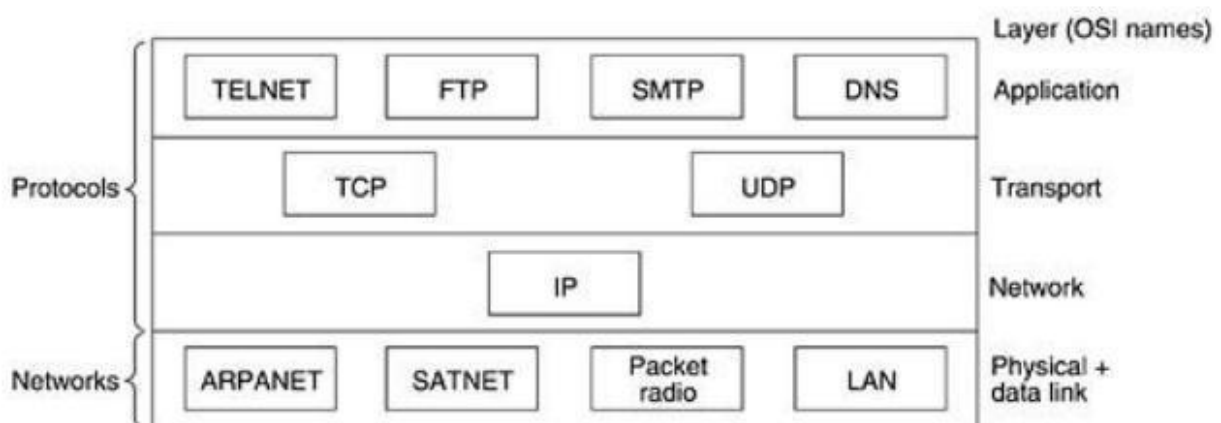 Layer (OSI names)
TELNET FTP SMTP DNS Application
Protocols TCP UDP Transport
IP Network
Networks ARPANET SATNET Packet radio LAN Physical +
data link